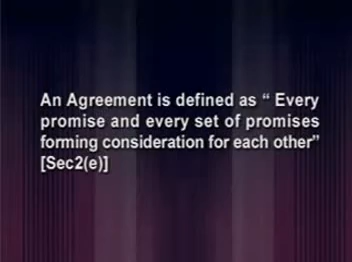 An Agreement is defined as “ Every
promise and every set of promises
forming consideration for each other”
[Sec2(e)]